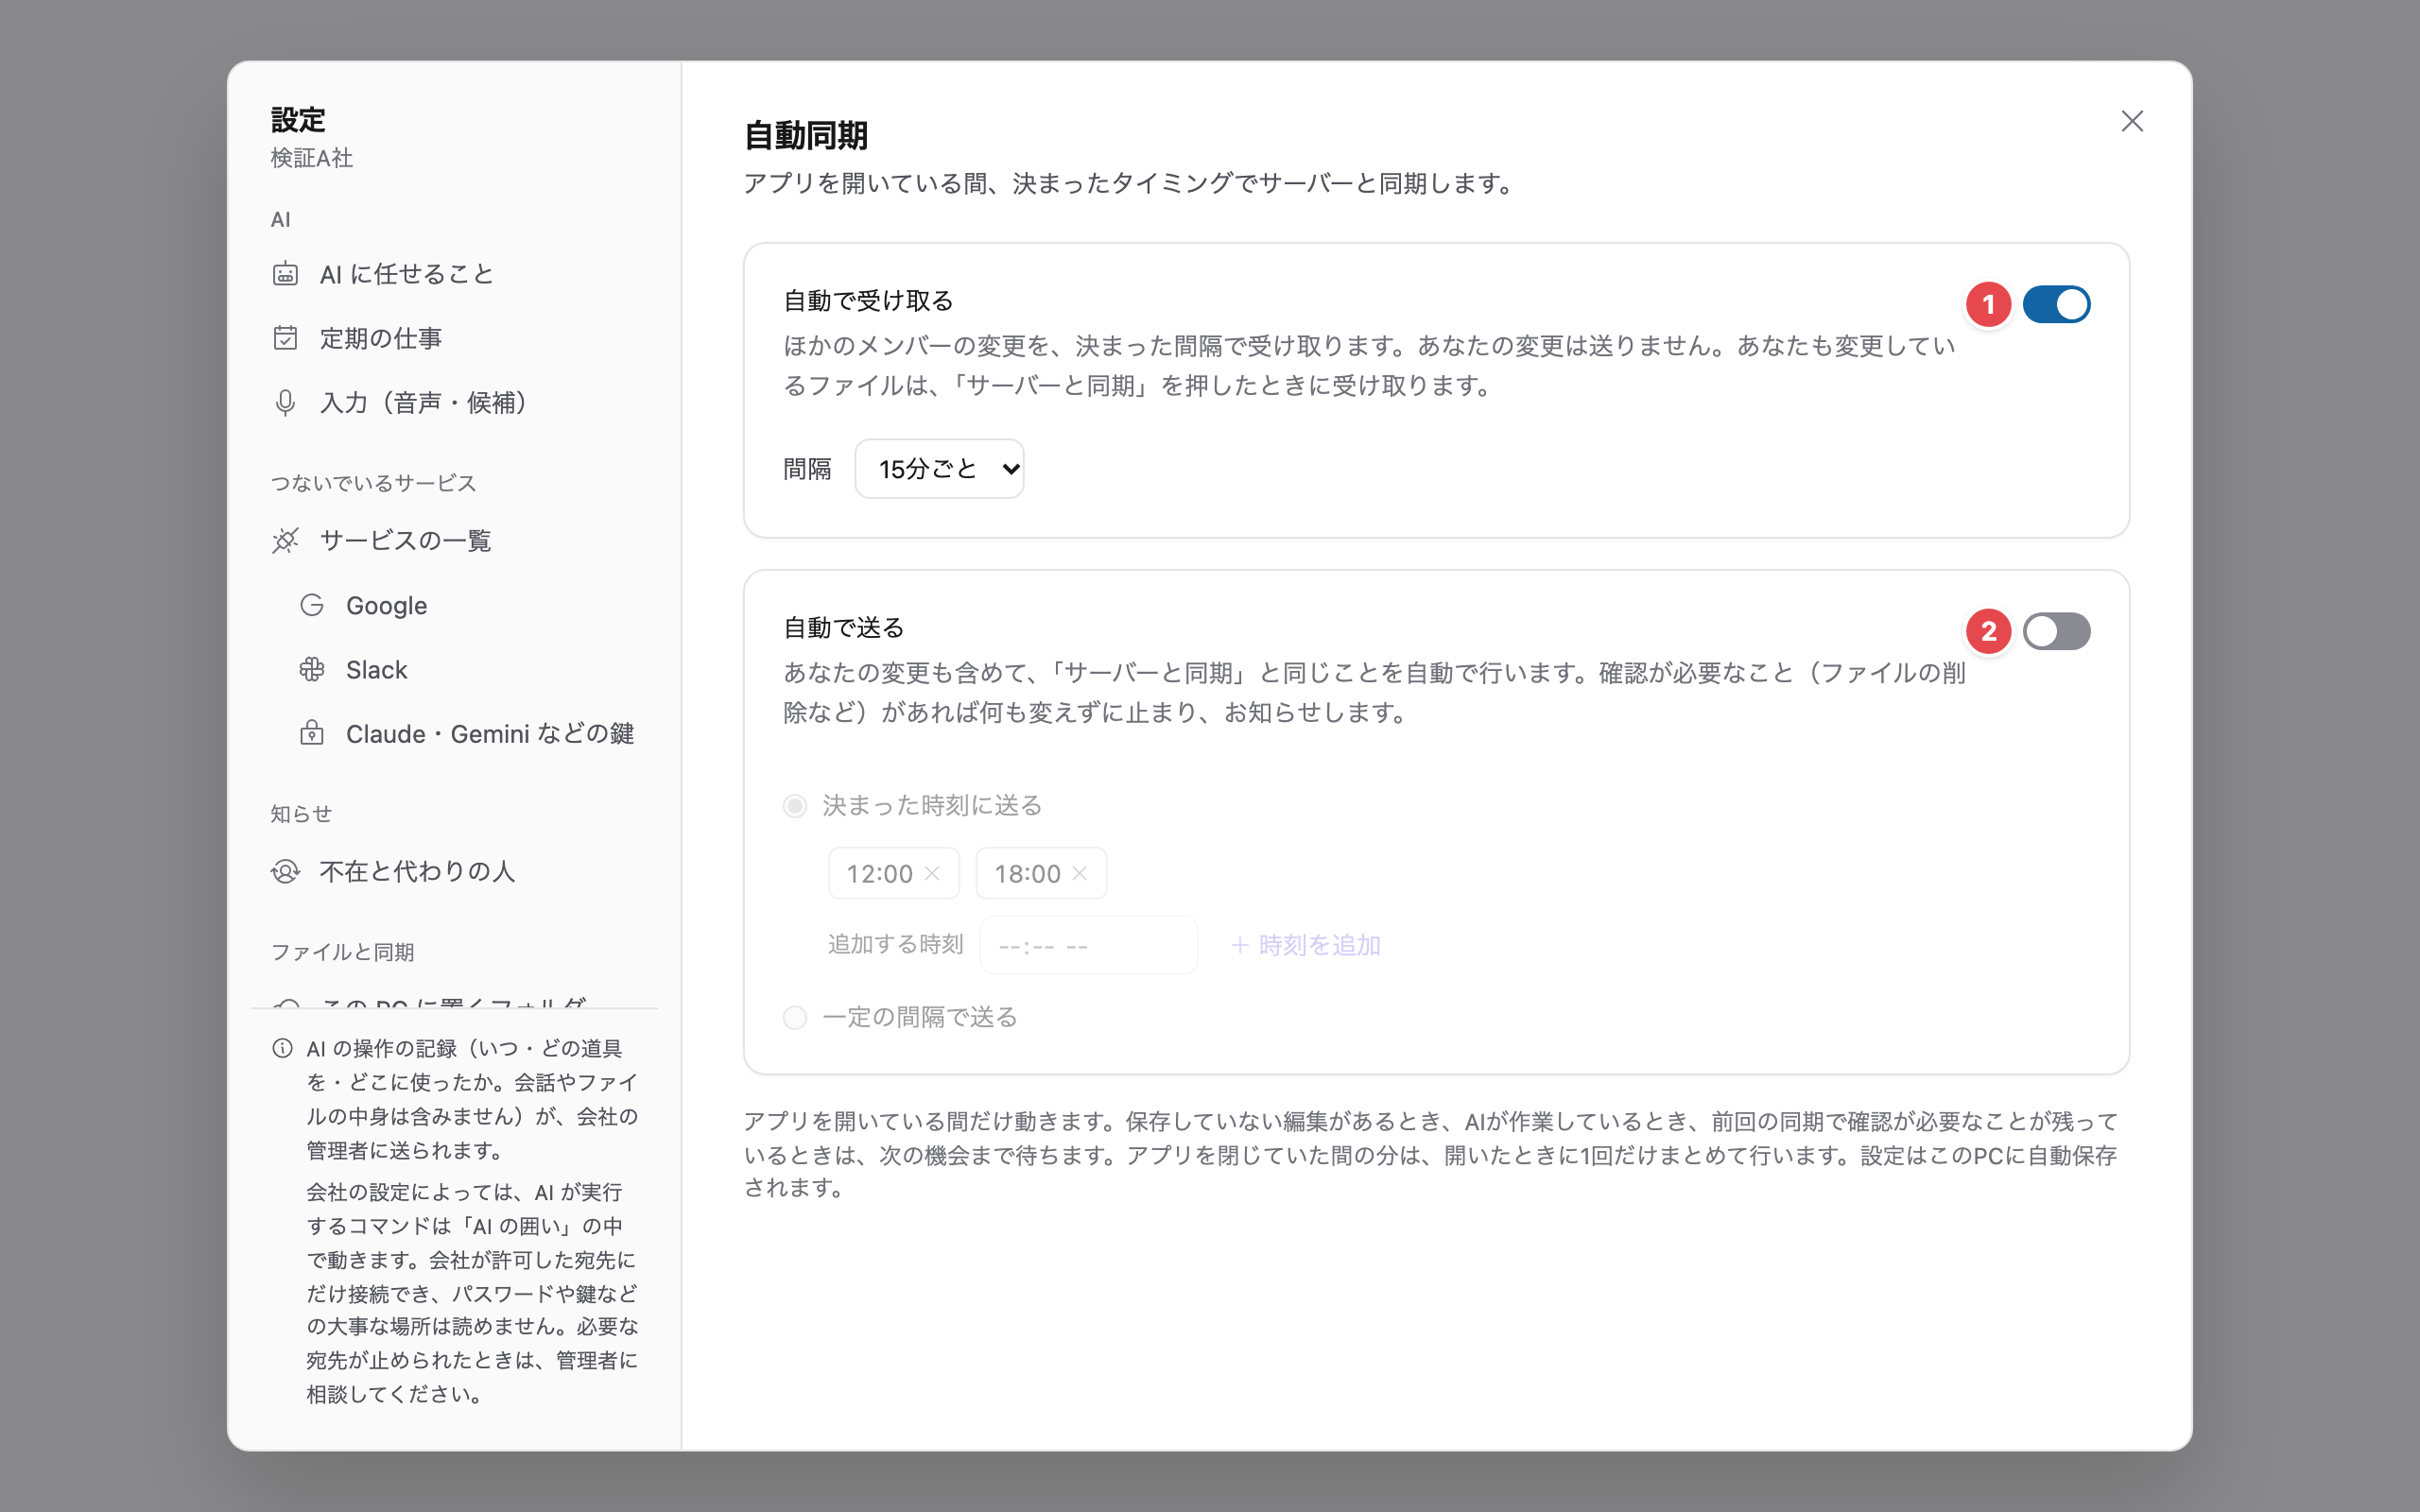 設定
検証A社
AI
AI に任せること
定期の仕事
入力（音声・候補）
つないでいるサービス
サービスの一覧
Google
Slack
Claude・Gemini などの鍵
知らせ
不在と代わりの人
ファイルと同期
この PC に置くフォルダ
AI の操作の記録（いつ・どの道具
を・どこに使ったか。会話やファイ
ルの中身は含みません）が、会社の
管理者に送られます。
会社の設定によっては、AI が実行
するコマンドは「AI の囲い」の中
で動きます。会社が許可した宛先に
だけ接続でき、パスワードや鍵など
の大事な場所は読めません。必要な
宛先が止められたときは、管理者に
相談してください。
自動同期
アプリを開いている間、決まったタイミングでサーバーと同期します。
自動で受け取る
1
ほかのメンバーの変更を、決まった間隔で受け取ります。あなたの変更は送りません。あなたも変更してい
るファイルは、「サーバーと同期」を押したときに受け取ります。
間隔 15分ごと
自動で送る
2
あなたの変更も含めて、「サーバーと同期」と同じことを自動で行います。確認が必要なこと（ファイルの削
除など）があれば何も変えずに止まり、お知らせします。
決まった時刻に送る
12:00 18:00
追加する時刻 --:-- -- + 時刻を追加
一定の間隔で送る
アプリを開いている間だけ動きます。保存していない編集があるとき、AIが作業しているとき、前回の同期で確認が必要なことが残って
いるときは、次の機会まで待ちます。アプリを閉じていた間の分は、開いたときに1回だけまとめて行います。設定はこのPCに自動保存
されます。